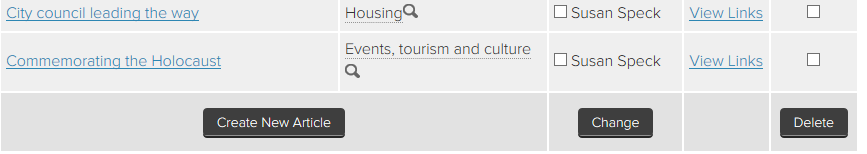 City council leading the way Housing Susan Speck View Links
Events, tourism and culture
Commemorating the Holocaust Susan Speck View Links
Create New Article Change Delete